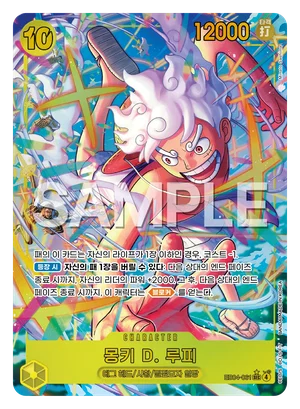 10
12000
타격
打
SAMPLE
패의 이 카드는 자신의 라이프가 1장 이하인 경우, 코스트 -1
등장 시 자신의 패 1장을 버릴 수 있다: 다음 상대의 엔드 페이즈
종료 시까지, 자신의 리더의 파워 +2000. 그 후, 다음 상대의 엔드
페이즈 종료 시까지, 이 캐릭터는 블로커 를 얻는다.
CHARACTER
몽키 D. 루피